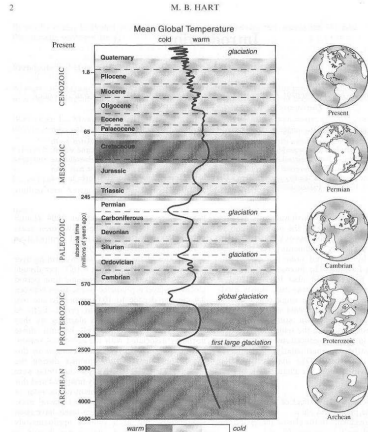 2
M. B. HART
Mean Global Temperature
cold warm
Present
glaciation
Quaternary
1.8
Pliocene
Miocene
Oligocene
Eocene
Palaeocene
65
CENOZOIC
Present
Cretaceous
Jurassic
Triassic
245
MESOZOIC
Permian
Permian
Carboniferous
glaciation
Devonian
Silurian
glaciation
Ordovician
Cambrian
570
PALEOZOIC
absolute time
(millions of years ago)
Cambrian
global glaciation
1000
2000
first large glaciation
2500
PROTEROZOIC
Proterozoic
3000
4000
4600
ARCHEAN
Archean
warm cold